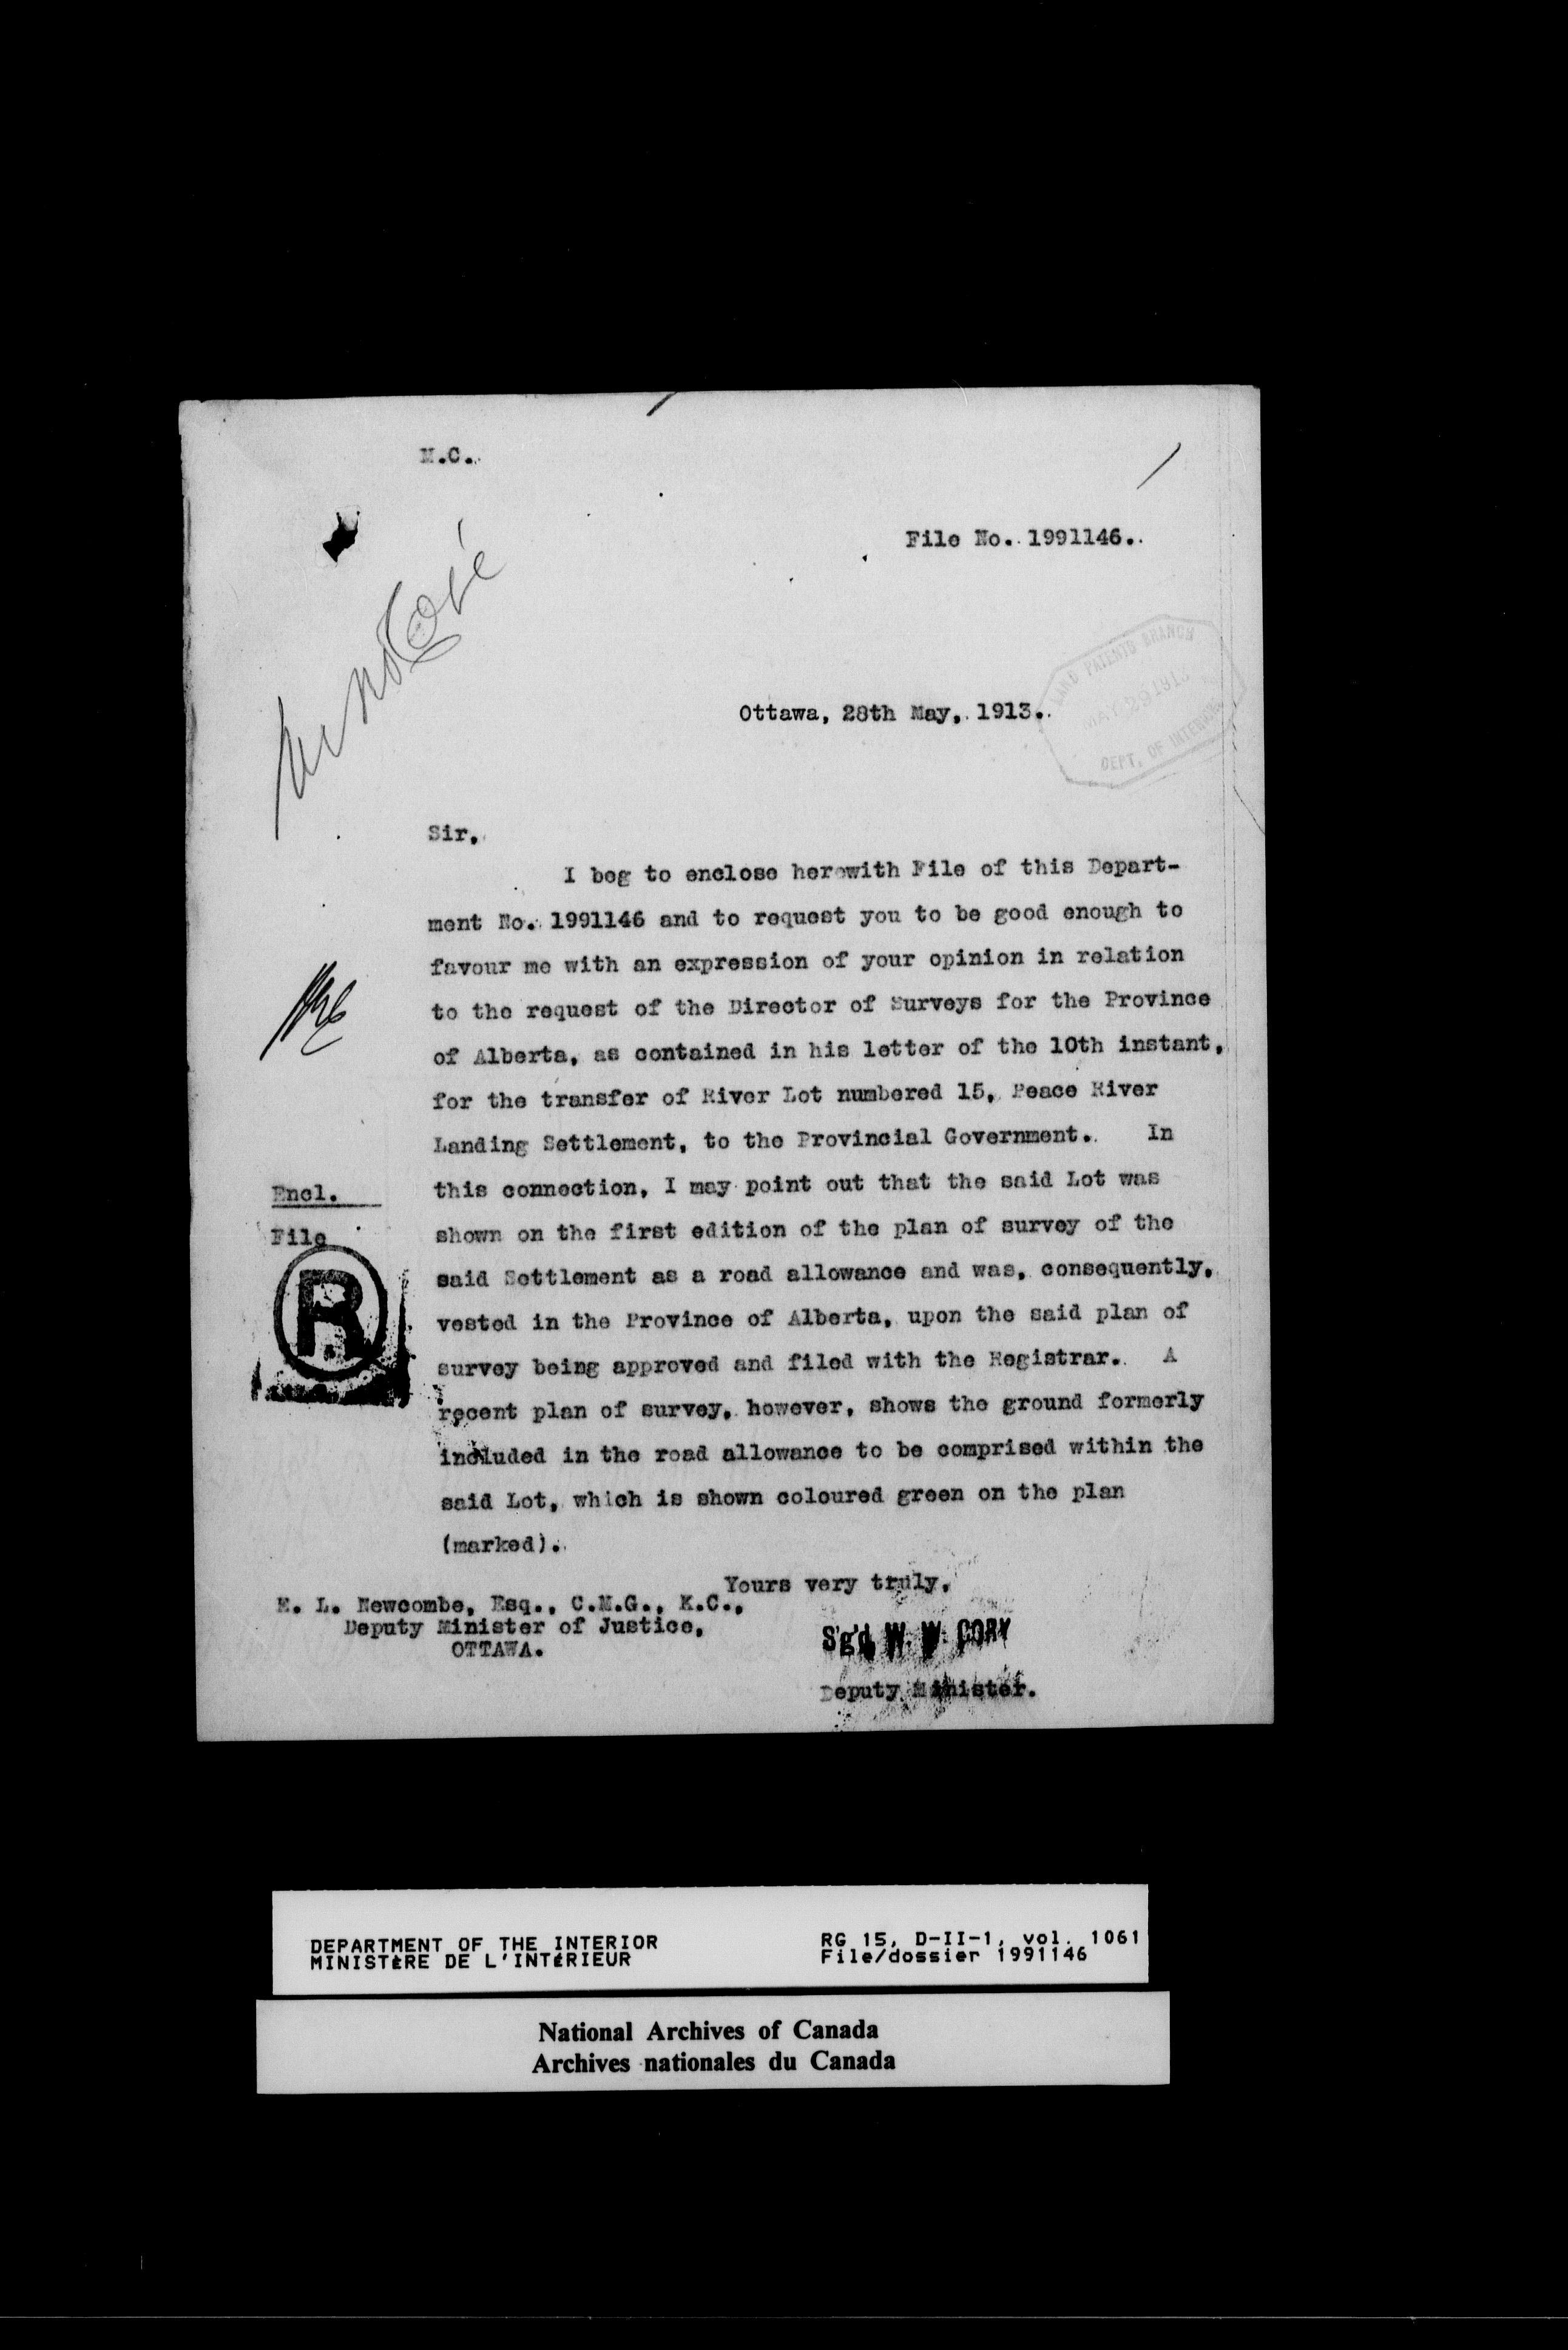 M.C.
File No. 1991146.
LAND PATENTS BRANCH
MAY 29 191
DEPT. OF INTERIOR
Ottawa, 28th May, 1913.
Sir,
I beg to enclose herewith File of this Depart-
ment No. 1991146 and to request you to be good enough to
favour me with an expression of your opinion in relation
to the request of the Director of Surveys for the Province
of Alberta, as contained in his letter of the 10th instant,
for the transfer of River Lot numbered 15, Peace River
Landing Settlement, to the Provincial Government. In
this connection, I may point out that the said Lot was
shown on the first edition of the plan of survey of the
said Settlement as a road allowance and was, consequently,
vested in the Province of Alberta, upon the said plan of
survey being approved and filed with the Registrar. A
recent plan of survey, however, shows the ground formerly
included in the road allowance to be comprised within the
said Lot, which is shown coloured green on the plan
(marked).
Encl.
File
R
Yours very truly,
E. L. Newcombe, Esq., C.M.G., K.C.,
Deputy Minister of Justice,
OTTAWA.
S'g'd, W. W. CORY
Deputy Minister.
DEPARTMENT OF THE INTERIOR
MINISTÈRE DE L'INTÉRIEUR
RG 15, D-II-1, vol. 1061
File/dossier 1991146
National Archives of Canada
Archives nationales du Canada